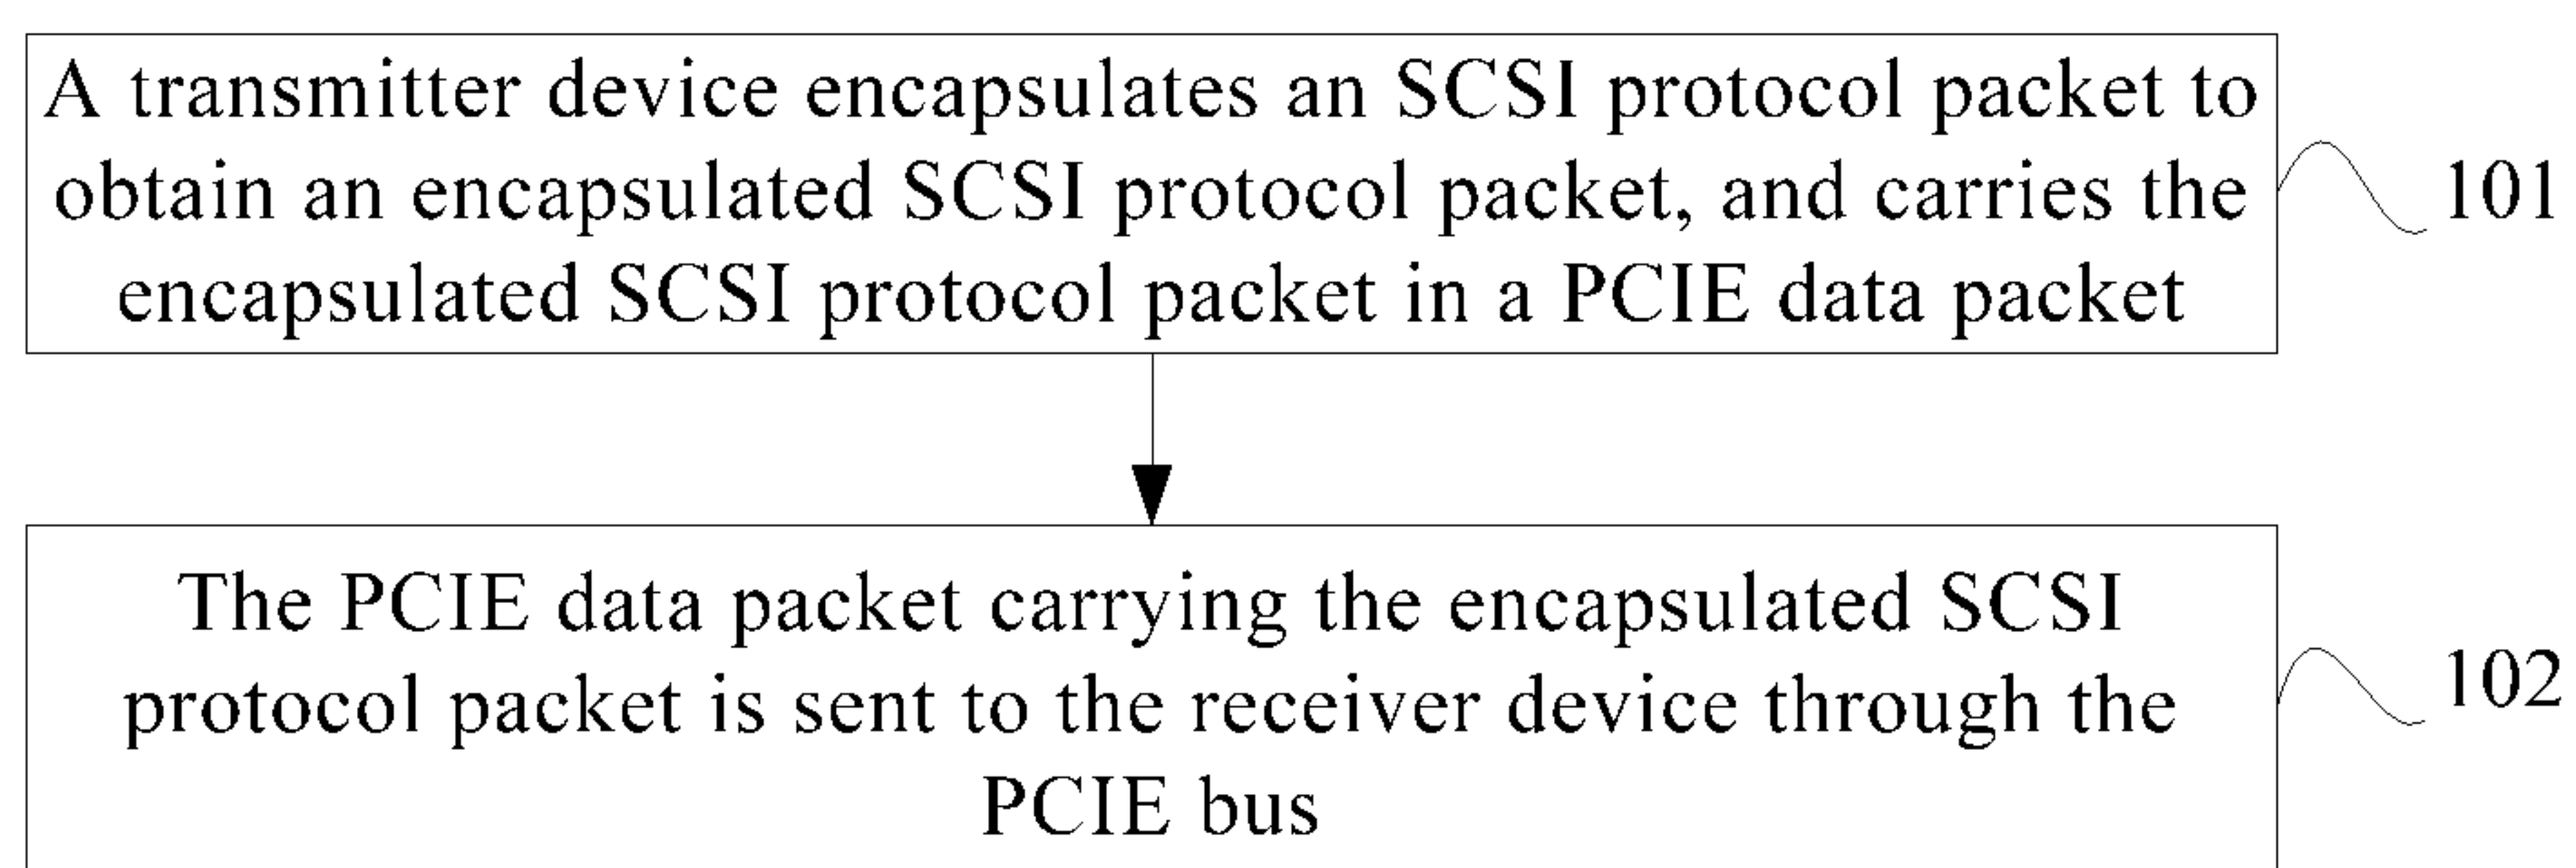 A transmitter device encapsulates an SCSI protocol packet to
obtain an encapsulated SCSI protocol packet, and carries the
encapsulated SCSI protocol packet in a PCIE data packet
101
The PCIE data packet carrying the encapsulated SCSI
protocol packet is sent to the receiver device through the
PCIE bus
102